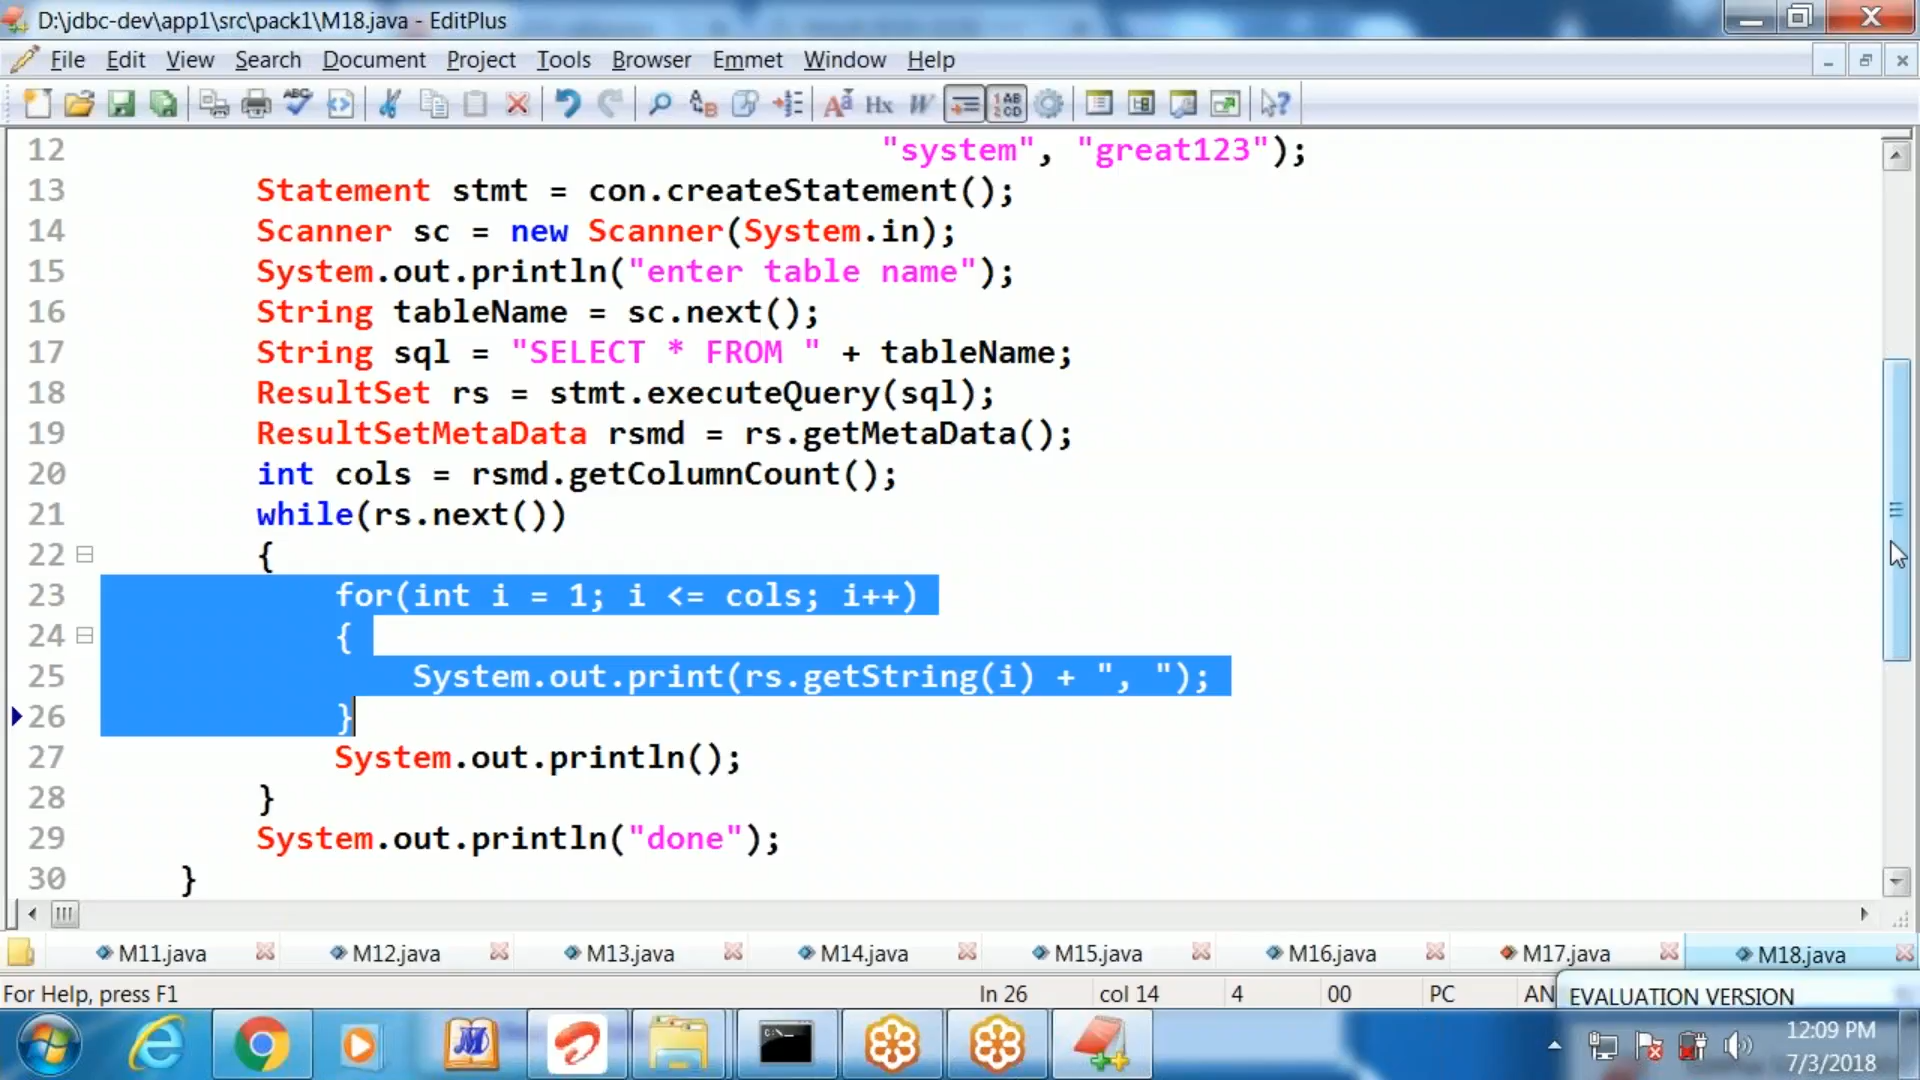 D:\jdbc-dev\app1\src\pack1\M18.java - EditPlus
File Edit View Search Document Project Tools Browser Emmet Window Help
12 "system", "great123");
13 Statement stmt = con.createStatement();
14 Scanner sc = new Scanner(System.in);
15 System.out.println("enter table name");
16 String tableName = sc.next();
17 String sql = "SELECT * FROM " + tableName;
18 ResultSet rs = stmt.executeQuery(sql);
19 ResultSetMetaData rsmd = rs.getMetaData();
20 int cols = rsmd.getColumnCount();
21 while(rs.next())
22 {
23 for(int i = 1; i <= cols; i++)
24 {
25 System.out.print(rs.getString(i) + ", ");
26 }
27 System.out.println();
28 }
29 System.out.println("done");
30 }
M11.java M12.java M13.java M14.java M15.java M16.java M17.java M18.java
For Help, press F1 ln 26 col 14 4 00 PC AN EVALUATION VERSION
12:09 PM
7/3/2018